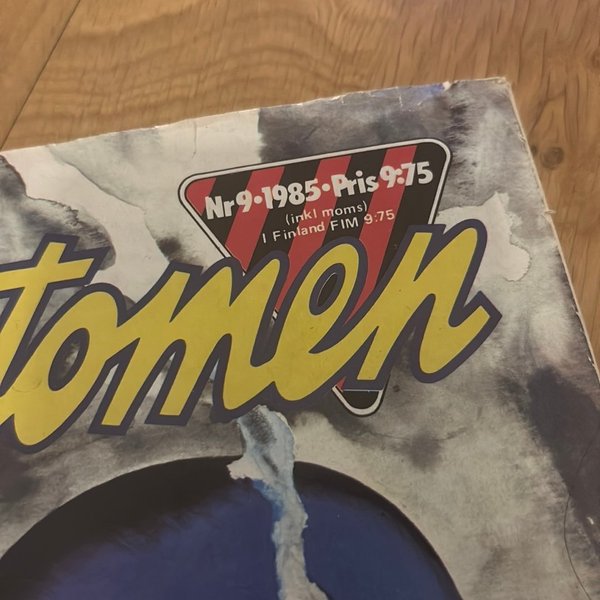 Nr 9•1985•Pris 9:75
(inkl moms)
I Finland FIM 9:75
tomen